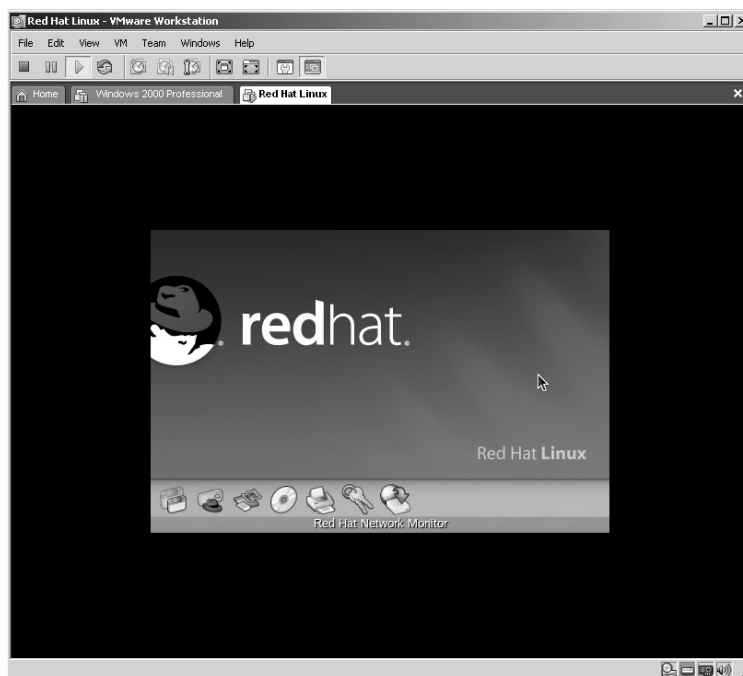 Red Hat Linux - VMware Workstation
File Edit View VM Team Windows Help
Home Windows 2000 Professional Red Hat Linux
redhat.
Red Hat Linux
Red Hat Network Monitor